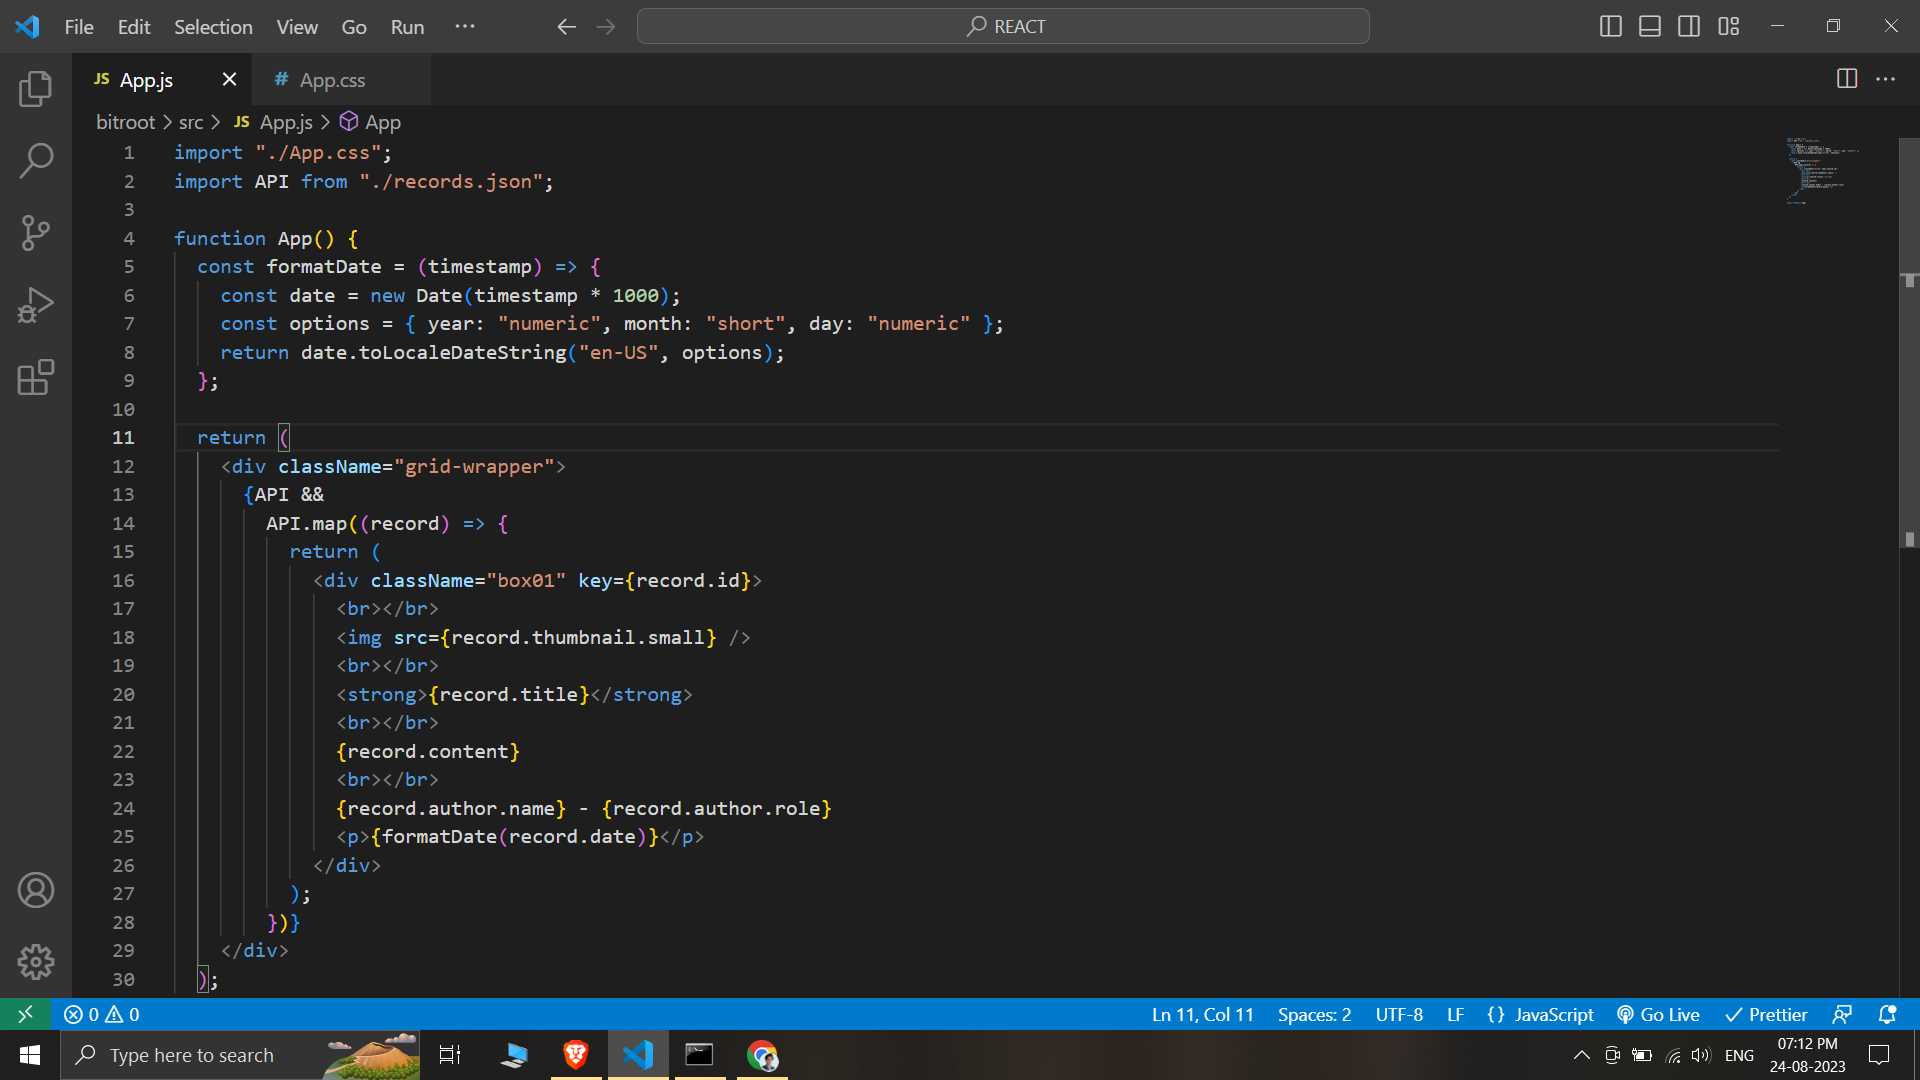 File Edit Selection View Go Run ··· REACT
JS App.js # App.css
bitroot > src > JS App.js > App
1 import "./App.css";
2 import API from "./records.json";
3
4 function App() {
5 const formatDate = (timestamp) => {
6 const date = new Date(timestamp * 1000);
7 const options = { year: "numeric", month: "short", day: "numeric" };
8 return date.toLocaleDateString("en-US", options);
9 };
10
11 return (
12 <div className="grid-wrapper">
13 {API &&
14 API.map((record) => {
15 return (
16 <div className="box01" key={record.id}>
17 <br></br>
18 <img src={record.thumbnail.small} />
19 <br></br>
20 <strong>{record.title}</strong>
21 <br></br>
22 {record.content}
23 <br></br>
24 {record.author.name} - {record.author.role}
25 <p>{formatDate(record.date)}</p>
26 </div>
27 );
28 })}
29 </div>
30 );
0 0 Ln 11, Col 11 Spaces: 2 UTF-8 LF {} JavaScript Go Live Prettier
Type here to search ENG 07:12 PM
24-08-2023